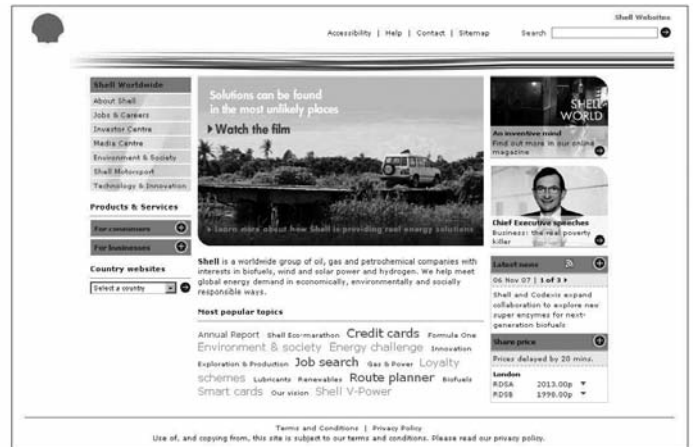 Shell Websites
Accessibility | Help | Contact | Sitemap
Search
Shell Worldwide
About Shell
Jobs & Careers
Investor Centre
Media Centre
Environment & Society
Shell Motorsport
Technology & Innovation
Products & Services
For consumers
For businesses
Country websites
Select a country
Solutions can be found
in the most unlikely places
Watch the film
Learn more about how Shell is providing real energy solutions
Shell is a worldwide group of oil, gas and petrochemical companies with
interests in biofuels, wind and solar power and hydrogen. We help meet
global energy demand in economically, environmentally and socially
responsible ways.
Most popular topics
Annual Report Shell Eco-marathon Credit cards Formula One
Environment & society Energy challenge Innovation
Exploration & Production Job search Gas & Power Loyalty
schemes Lubricants Renewables Route planner Biofuels
Smart cards Our vision Shell V-Power
SHELL
WORLD
An inventive mind
Find out more in our online
magazine
Chief Executive speeches
Business: the real poverty
killer
Latest news
06 Nov 07 | 1 of 3
Shell and Codexis expand
collaboration to explore new
super enzymes for next-
generation biofuels
Share price
Prices delayed by 20 mins.
London
RDSA 2013.00p
RDSB 1998.00p
Terms and Conditions | Privacy Policy
Use of, and copying from, this site is subject to our terms and conditions. Please read our privacy policy.